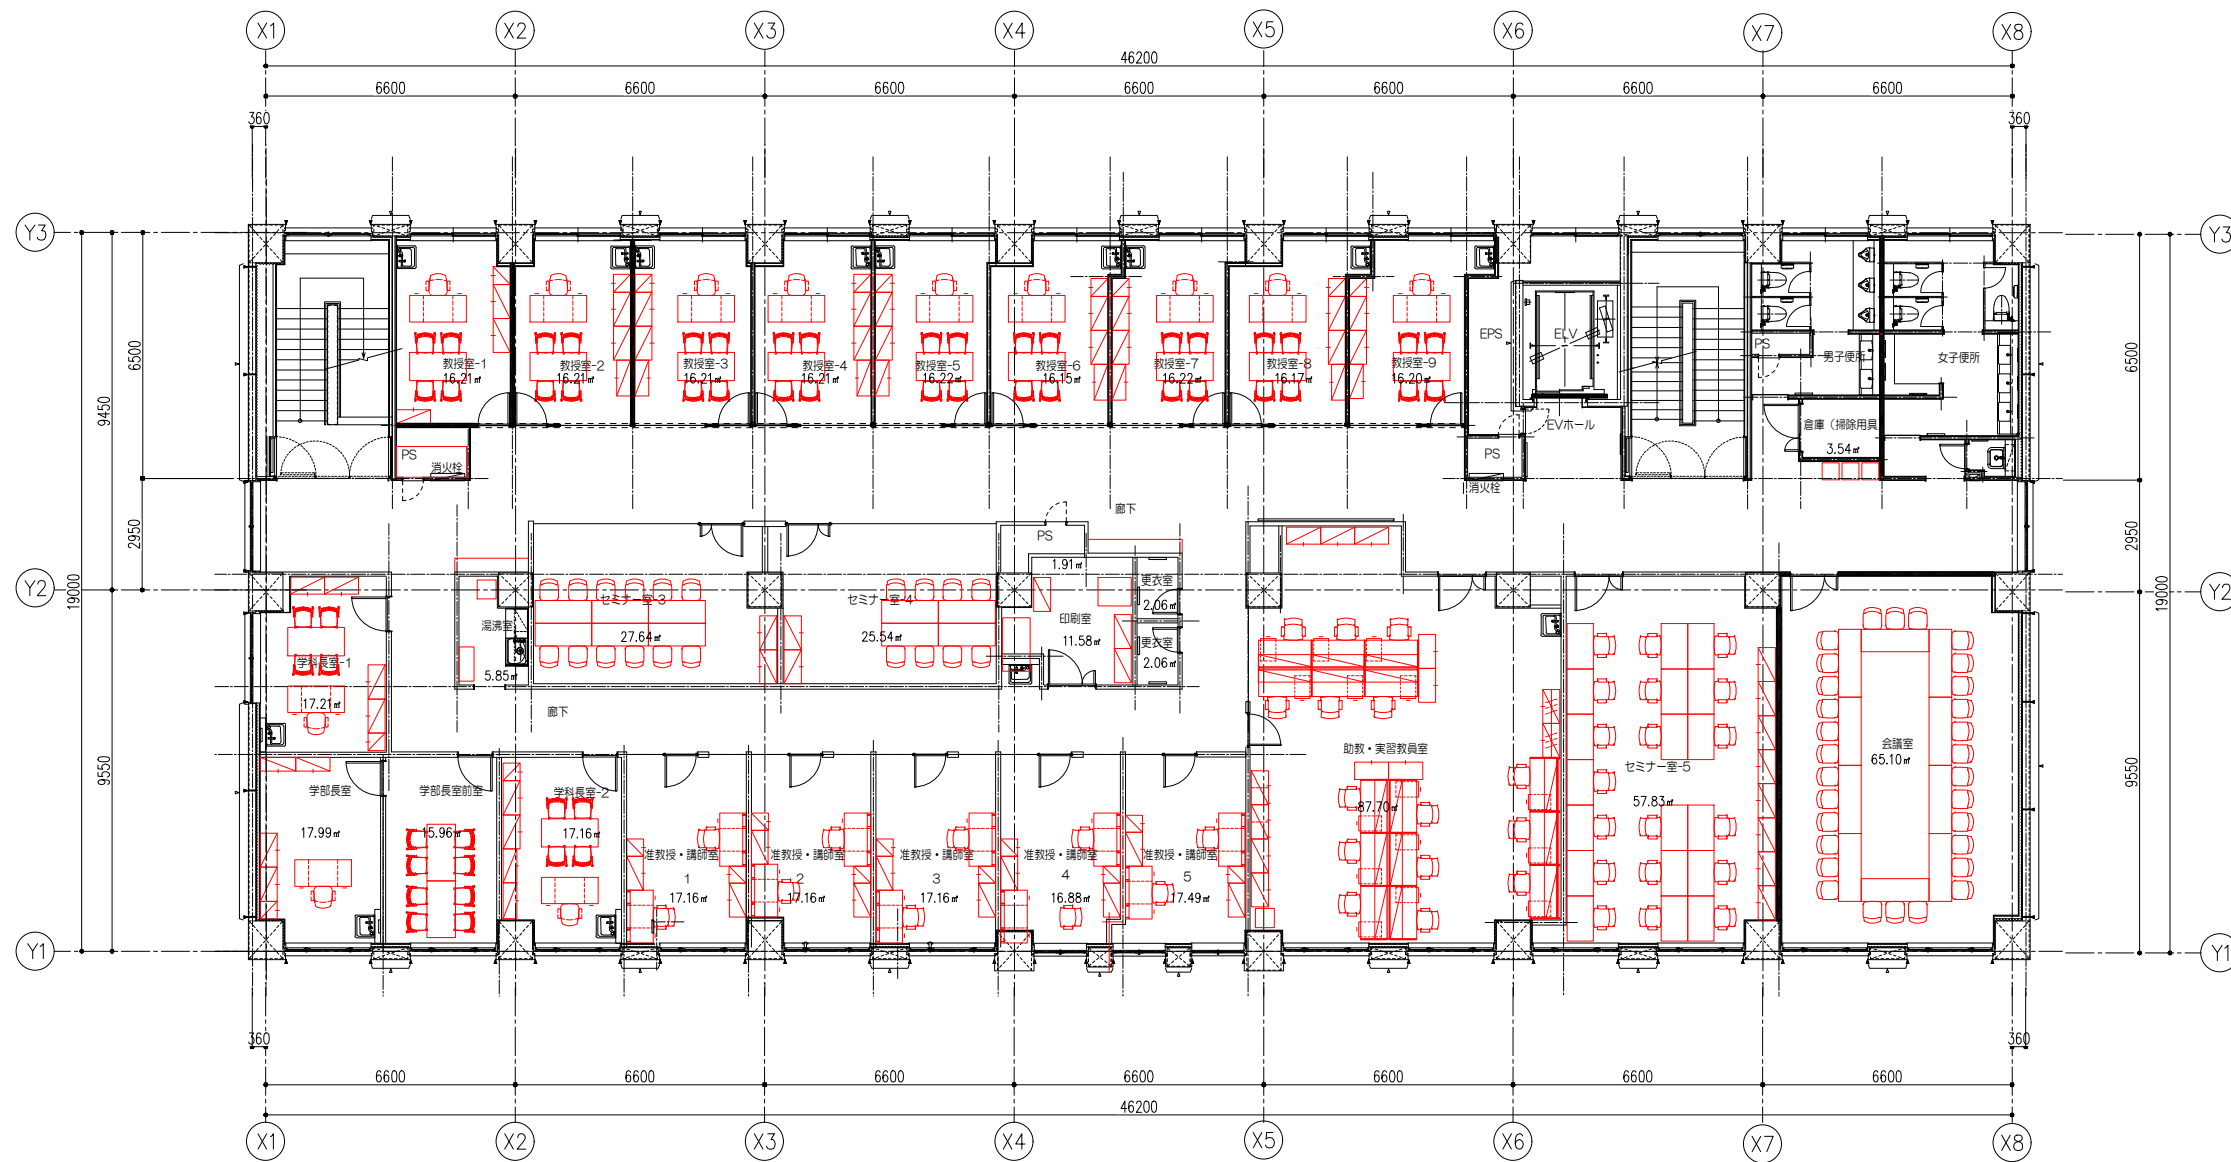 X1 X2 X3 X4 X5 X6 X7 X8
46200
6600 6600 6600 6600 6600 6600 6600
360 360
Y3 Y3
教授室-1
16.21㎡
教授室-2
16.21㎡
教授室-3
16.21㎡
教授室-4
16.21㎡
教授室-5
16.22㎡
教授室-6
16.15㎡
教授室-7
16.22㎡
教授室-8
16.17㎡
教授室-9
16.20㎡
EPS
ELV
EVホール
PS
男子便所
女子便所
倉庫（掃除用具
3.54㎡
6500
9450
2950
19000
9550
6500
2950
19000
9550
PS
消火栓
PS
消火栓
廊下
PS
1.91㎡
Y2 Y2
更衣室
2.06㎡
更衣室
2.06㎡
印刷室
11.58㎡
セミナー室-3
27.64㎡
セミナー室-4
25.54㎡
湯沸室
5.85㎡
学科長室-1
17.21㎡
廊下
学部長室
17.99㎡
学部長室前室
15.96㎡
学科長室-2
17.16㎡
准教授・講師室
1
17.16㎡
准教授・講師室
2
17.16㎡
准教授・講師室
3
17.16㎡
准教授・講師室
4
16.88㎡
准教授・講師室
5
17.49㎡
助教・実習教員室
87.70㎡
セミナー室-5
57.83㎡
会議室
65.10㎡
Y1 Y1
360 360
6600 6600 6600 6600 6600 6600 6600
46200
X1 X2 X3 X4 X5 X6 X7 X8